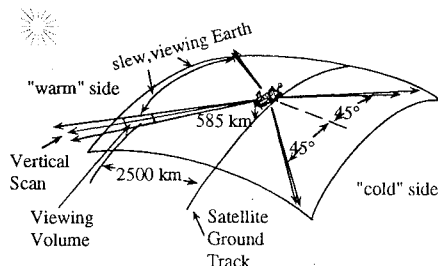 slew, viewing Earth
"warm" side
585 km
45°
45°
Vertical
Scan
2500 km
"cold" side
Viewing
Volume
Satellite
Ground
Track